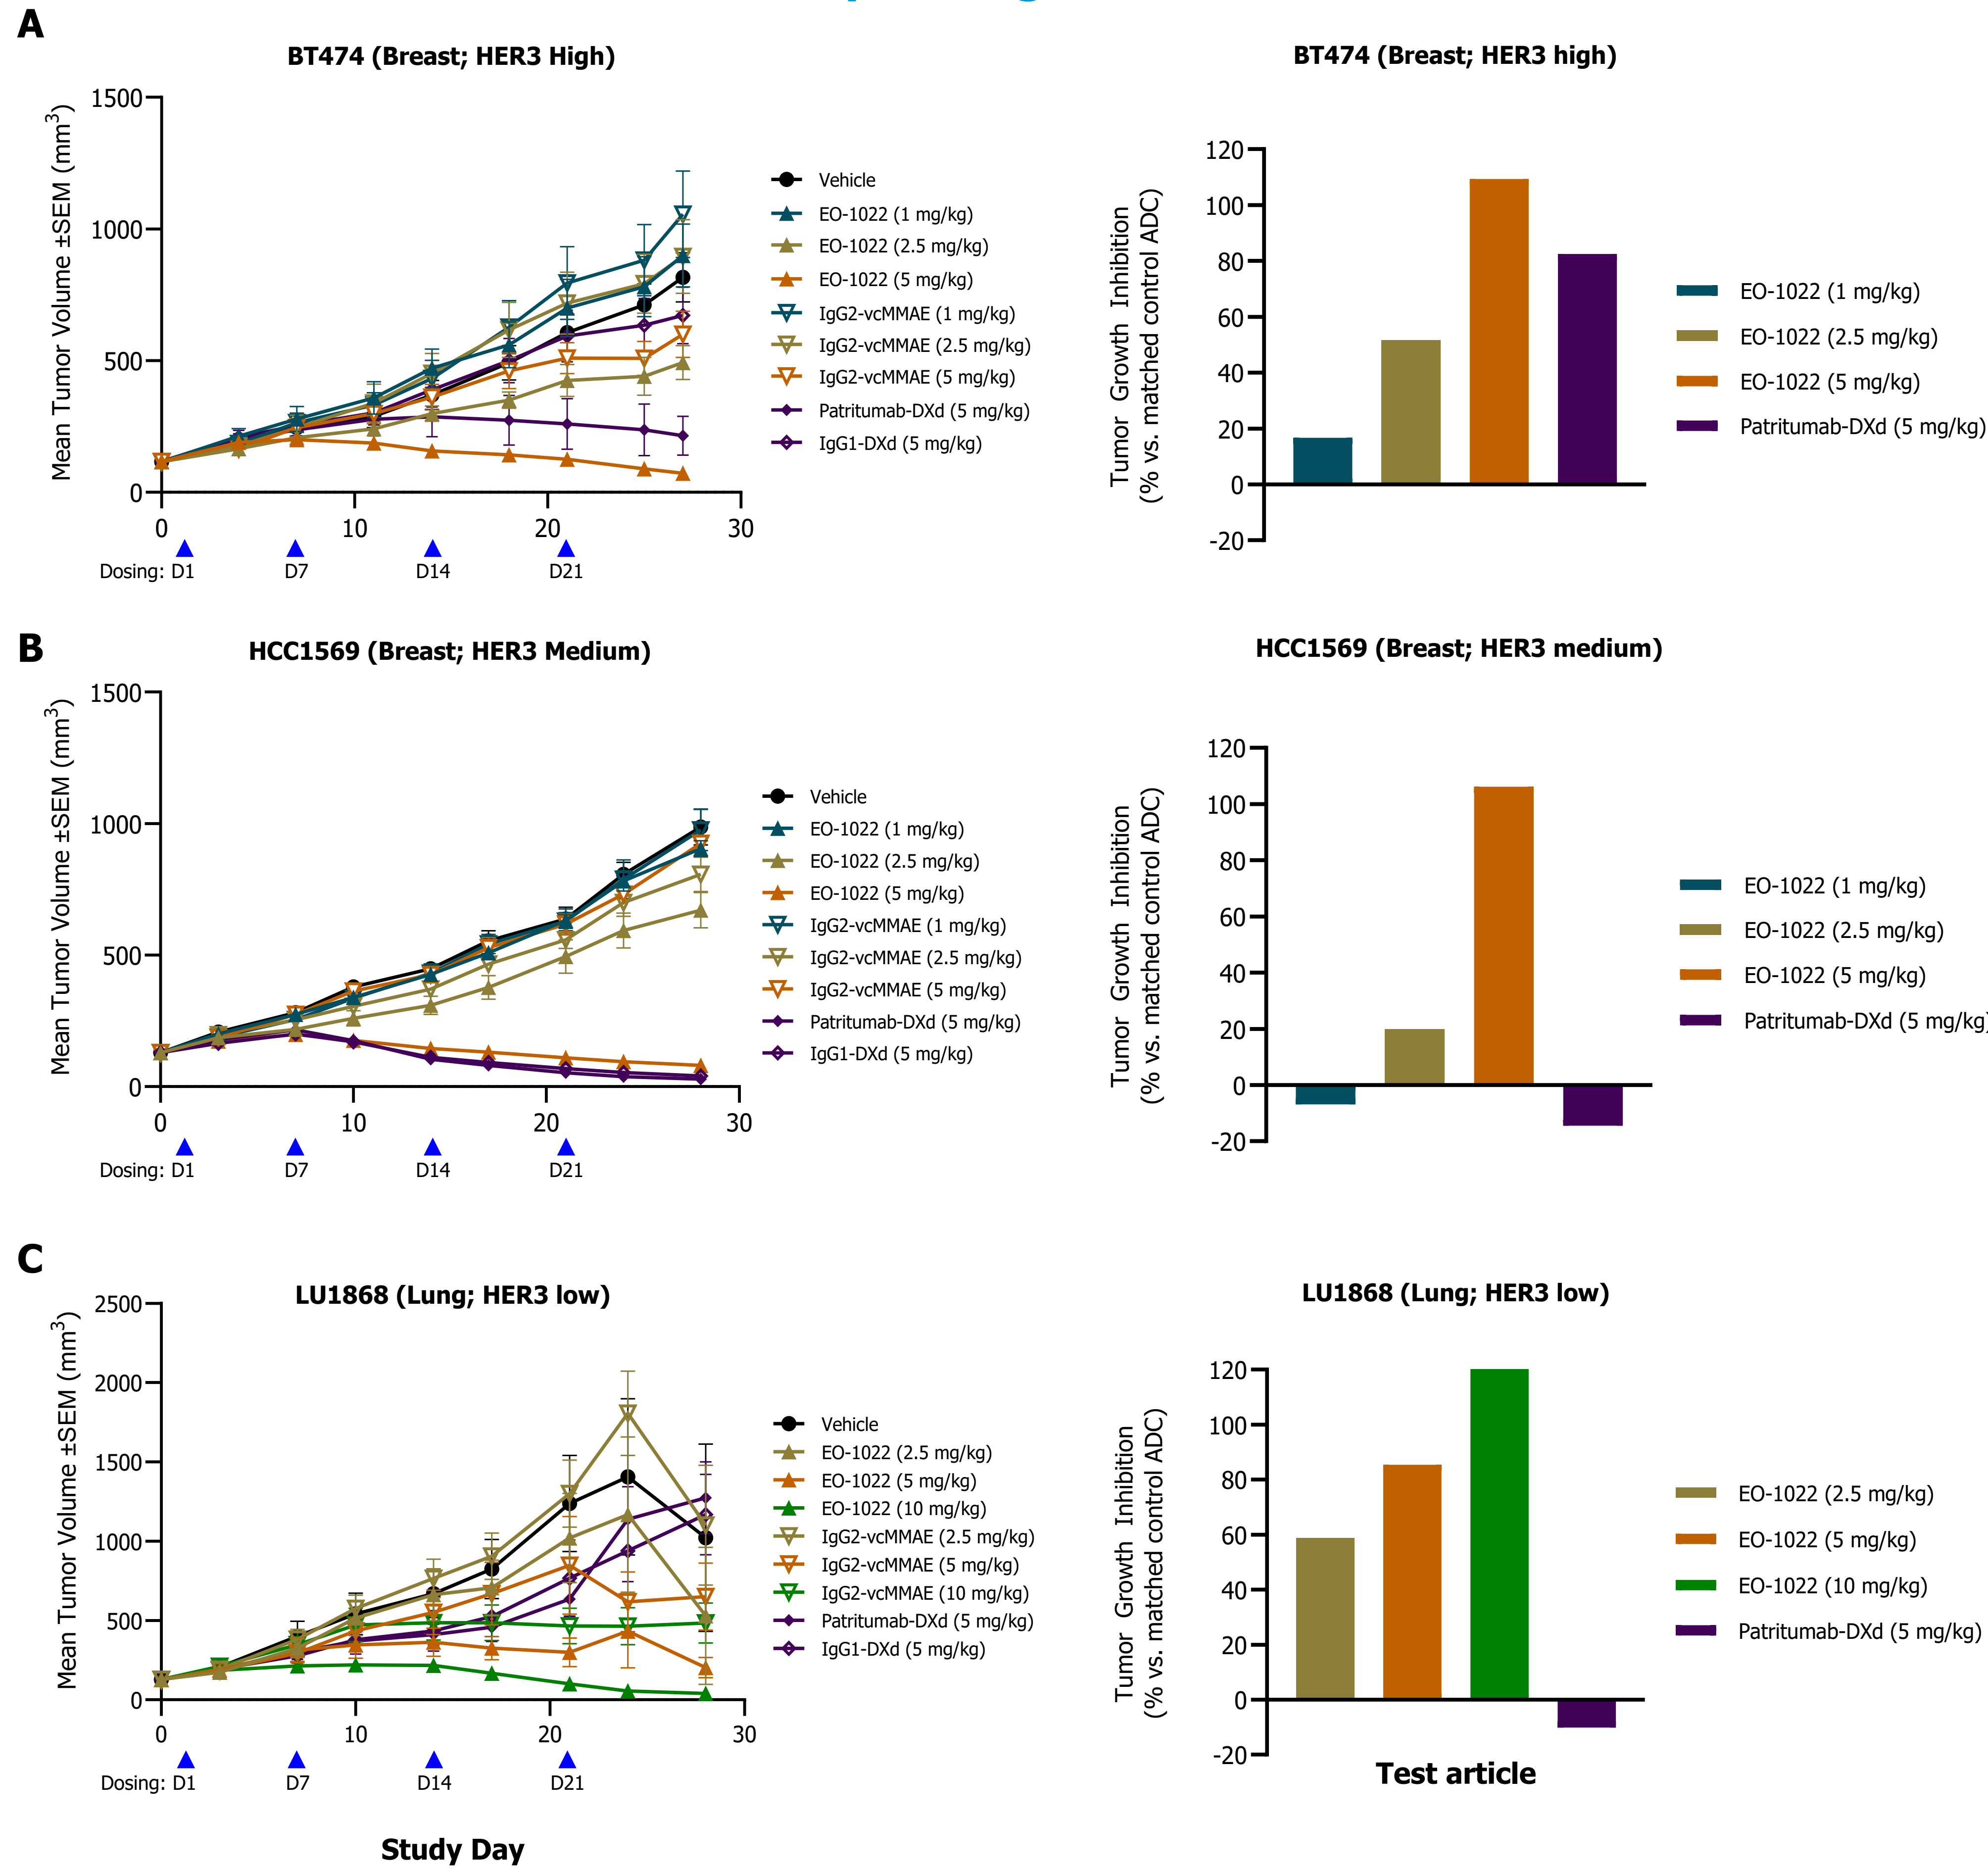 A
BT474 (Breast; HER3 High)
Mean Tumor Volume ±SEM (mm3)
1500
1000
500
0
0
10
20
30
Dosing: D1
D7
D14
D21
Vehicle
EO-1022 (1 mg/kg)
EO-1022 (2.5 mg/kg)
EO-1022 (5 mg/kg)
IgG2-vcMMAE (1 mg/kg)
IgG2-vcMMAE (2.5 mg/kg)
IgG2-vcMMAE (5 mg/kg)
Patritumab-DXd (5 mg/kg)
IgG1-DXd (5 mg/kg)
BT474 (Breast; HER3 high)
Tumor Growth Inhibition
(% vs. matched control ADC)
120
100
80
60
40
20
0
-20
EO-1022 (1 mg/kg)
EO-1022 (2.5 mg/kg)
EO-1022 (5 mg/kg)
Patritumab-DXd (5 mg/kg)
B
HCC1569 (Breast; HER3 Medium)
Mean Tumor Volume ±SEM (mm3)
1500
1000
500
0
0
10
20
30
Dosing: D1
D7
D14
D21
Vehicle
EO-1022 (1 mg/kg)
EO-1022 (2.5 mg/kg)
EO-1022 (5 mg/kg)
IgG2-vcMMAE (1 mg/kg)
IgG2-vcMMAE (2.5 mg/kg)
IgG2-vcMMAE (5 mg/kg)
Patritumab-DXd (5 mg/kg)
IgG1-DXd (5 mg/kg)
HCC1569 (Breast; HER3 medium)
Tumor Growth Inhibition
(% vs. matched control ADC)
120
100
80
60
40
20
0
-20
EO-1022 (1 mg/kg)
EO-1022 (2.5 mg/kg)
EO-1022 (5 mg/kg)
Patritumab-DXd (5 mg/kg)
C
LU1868 (Lung; HER3 low)
Mean Tumor Volume ±SEM (mm3)
2500
2000
1500
1000
500
0
0
10
20
30
Dosing: D1
D7
D14
D21
Study Day
Vehicle
EO-1022 (2.5 mg/kg)
EO-1022 (5 mg/kg)
EO-1022 (10 mg/kg)
IgG2-vcMMAE (2.5 mg/kg)
IgG2-vcMMAE (5 mg/kg)
IgG2-vcMMAE (10 mg/kg)
Patritumab-DXd (5 mg/kg)
IgG1-DXd (5 mg/kg)
LU1868 (Lung; HER3 low)
Tumor Growth Inhibition
(% vs. matched control ADC)
120
100
80
60
40
20
0
-20
Test article
EO-1022 (2.5 mg/kg)
EO-1022 (5 mg/kg)
EO-1022 (10 mg/kg)
Patritumab-DXd (5 mg/kg)